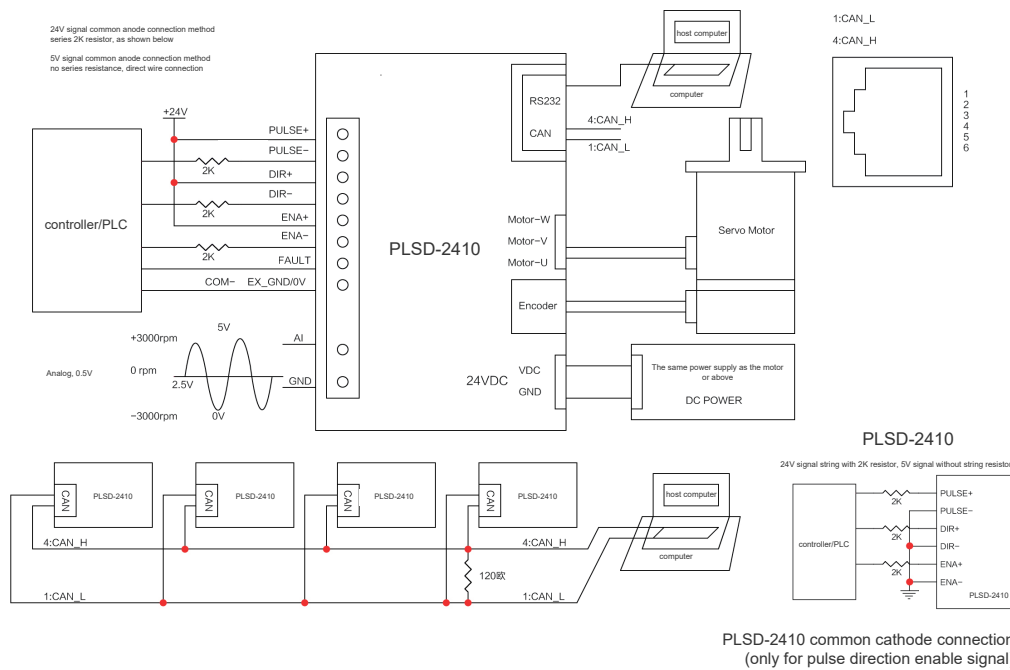 24V signal common anode connection method
series 2K resistor, as shown below
5V signal common anode connection method
no series resistance, direct wire connection
+24V
controller/PLC
PULSE+
PULSE−
2K
DIR+
DIR−
2K
ENA+
ENA−
2K
FAULT
COM− EX_GND/0V
+3000rpm
5V
AI
Analog, 0.5V
0 rpm
2.5V
GND
−3000rpm
0V
PLSD-2410
RS232
CAN
4:CAN_H
1:CAN_L
host computer
computer
Motor−W
Motor−V
Motor−U
Servo Motor
Encoder
24VDC
VDC
GND
The same power supply as the motor
or above
DC POWER
1:CAN_L
4:CAN_H
1
2
3
4
5
6
CAN
PLSD-2410
CAN
PLSD-2410
CAN
PLSD-2410
CAN
PLSD-2410
4:CAN_H
4:CAN_H
120欧
1:CAN_L
1:CAN_L
host computer
computer
PLSD-2410
24V signal string with 2K resistor, 5V signal without string resistor
controller/PLC
2K
PULSE+
PULSE−
2K
DIR+
DIR−
2K
ENA+
ENA−
PLSD-2410
PLSD-2410 common cathode connection
(only for pulse direction enable signal